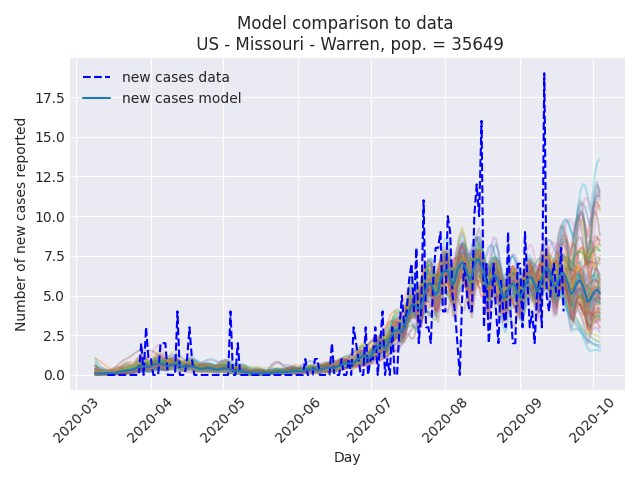 Model comparison to data
US - Missouri - Warren, pop. = 35649
new cases data
new cases model
Number of new cases reported
17.5
15.0
12.5
10.0
7.5
5.0
2.5
0.0
2020-03
2020-04
2020-05
2020-06
2020-07
2020-08
2020-09
2020-10
Day